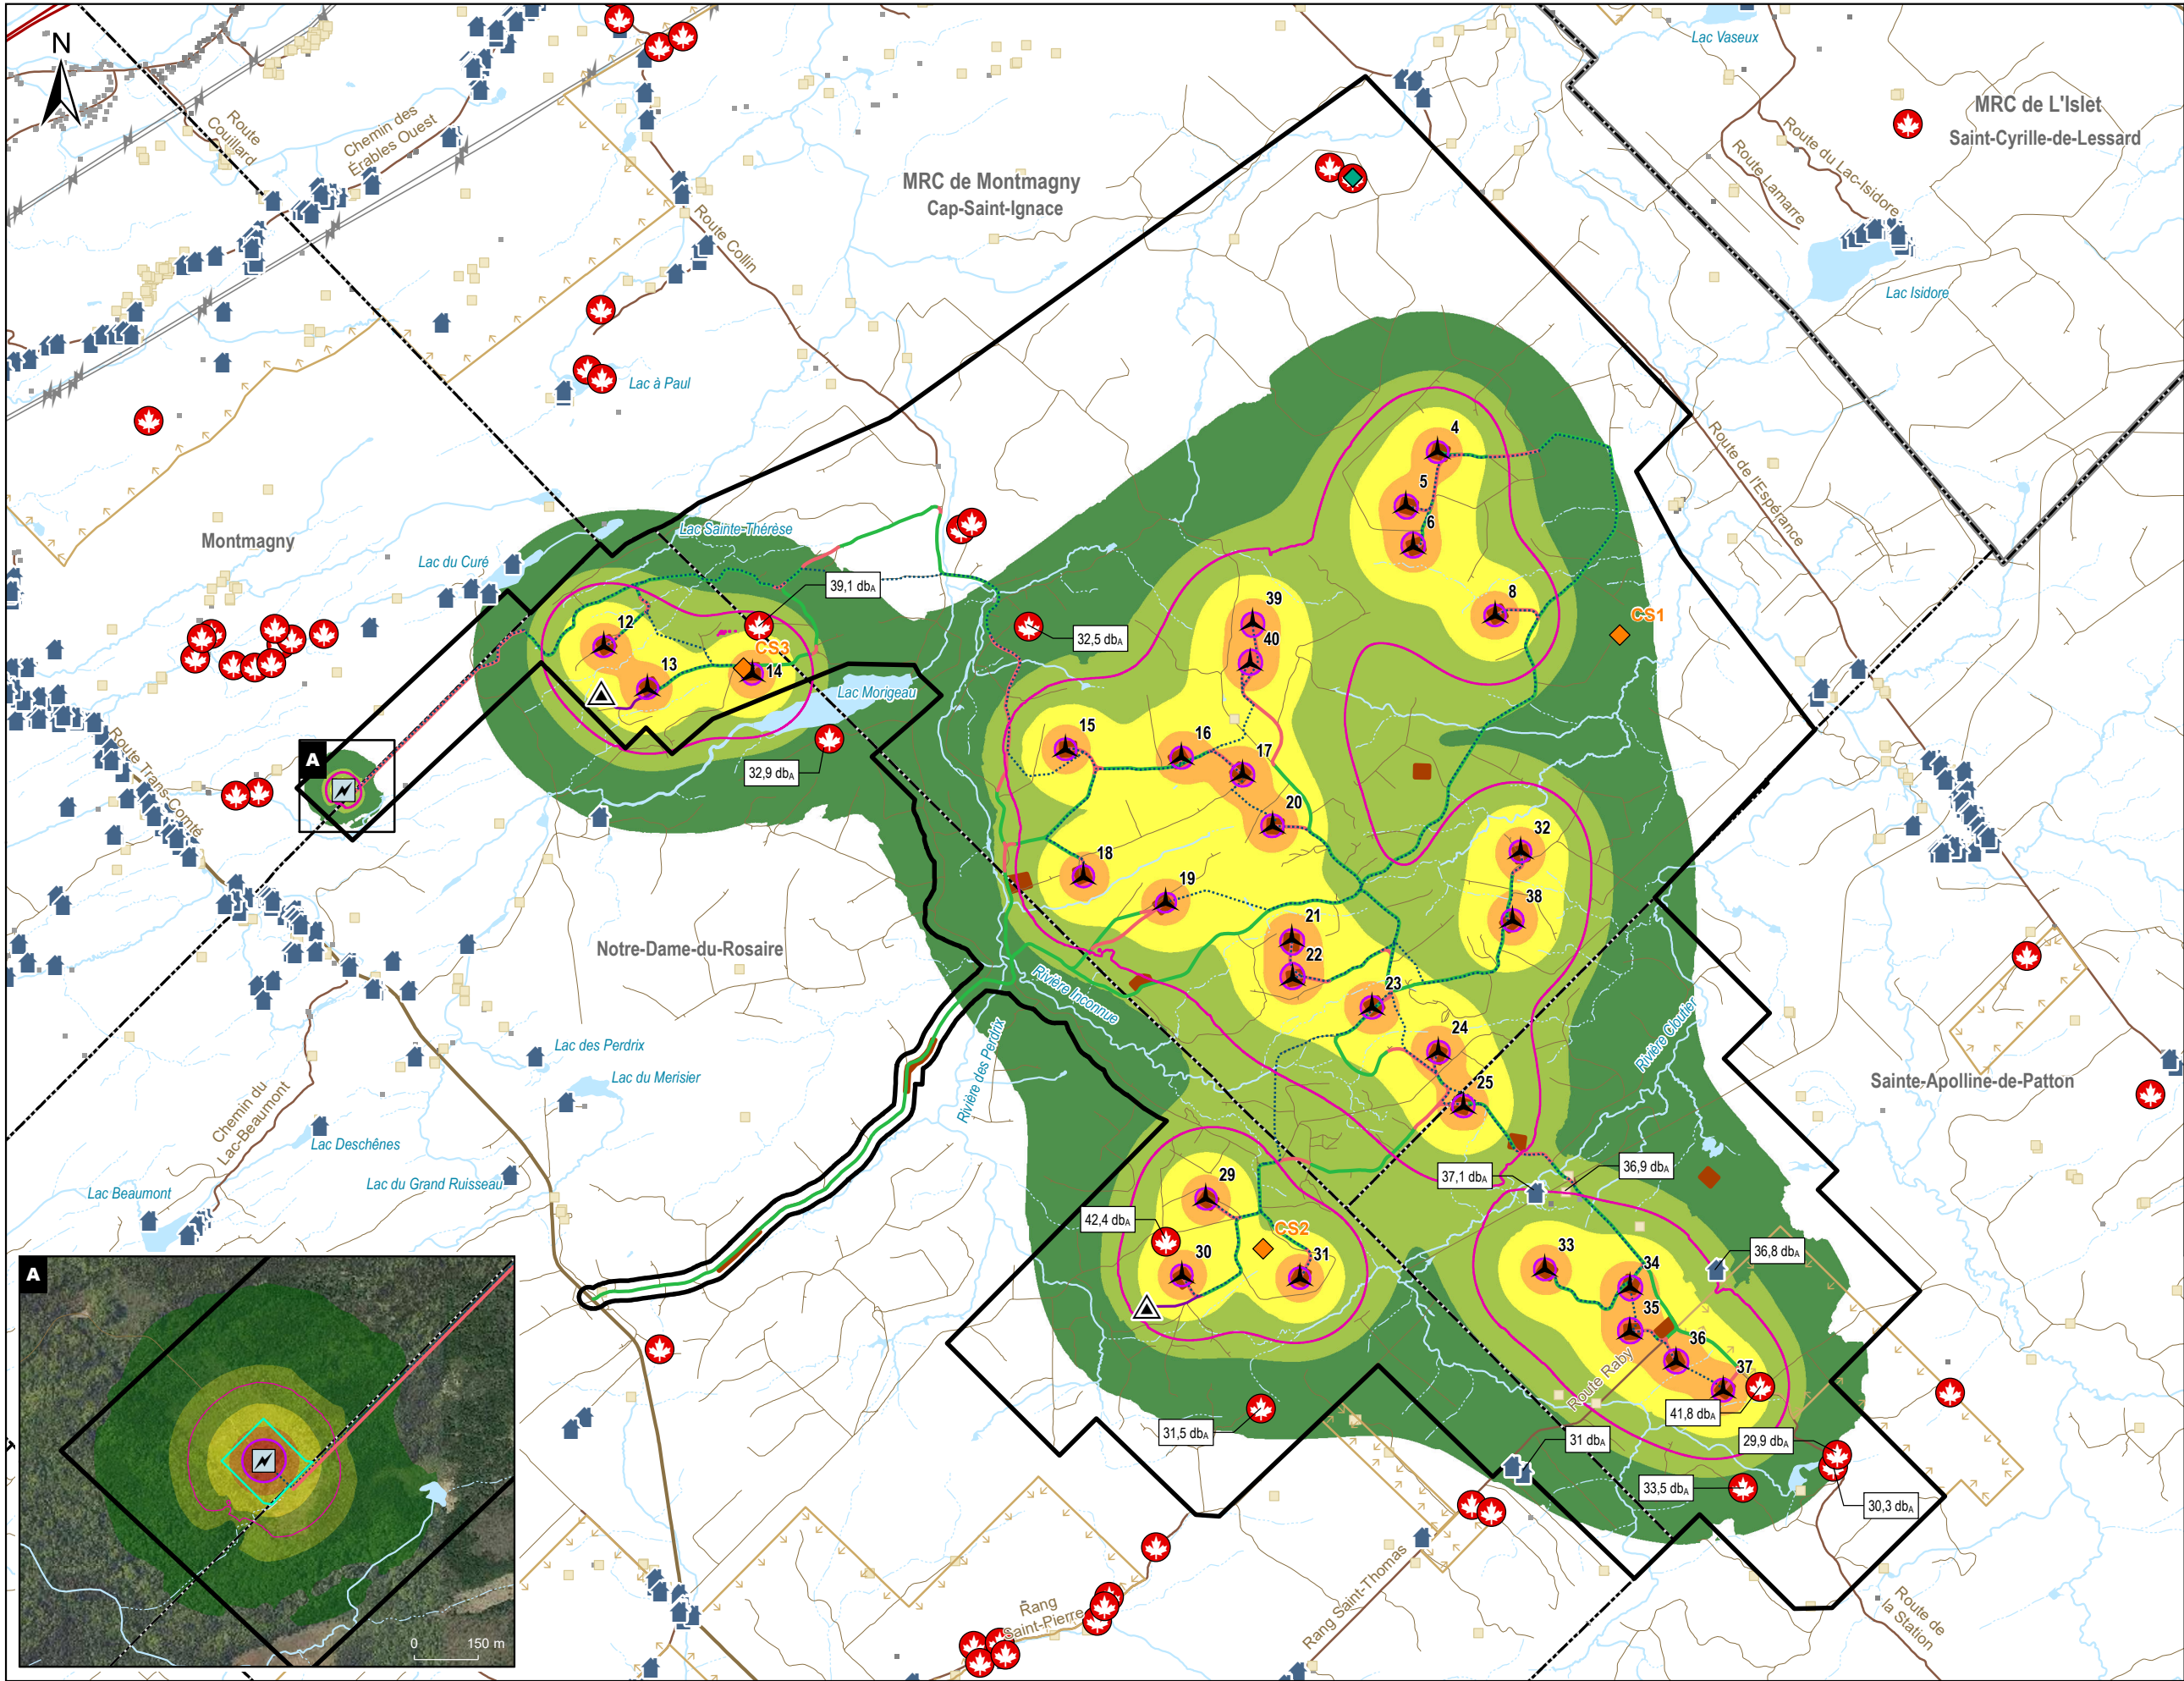 N
Route
Couillard
Chemin des
Érables Ouest
Route Collin
MRC de Montmagny
Cap-Saint-Ignace
Lac Vaseux
MRC de L'Islet
Saint-Cyrille-de-Lessard
Route du Lac-Isidore
Route Lamarre
Lac Isidore
Lac à Paul
Route de l'Espérance
Montmagny
Lac du Curé
Lac Sainte-Thérèse
4
5
6
8
39,1 dbA
32,5 dbA
CS1
12
13
14
CS3
39
40
Lac Morigeau
32,9 dbA
A
Route Trans-Comté
15
16
17
20
18
19
32
38
21
22
23
24
25
Notre-Dame-du-Rosaire
Rivière Inconnue
Rivière des Perdrix
Rivière Cloutier
Lac des Perdrix
Lac du Merisier
Sainte-Apolline-de-Patton
Chemin du
Lac-Beaumont
Lac Deschênes
Lac du Grand Ruisseau
Lac Beaumont
37,1 dbA
36,9 dbA
29
42,4 dbA
30
CS2
31
33
34
35
36
37
36,8 dbA
Route Raby
41,8 dbA
31,5 dbA
31 dbA
29,9 dbA
33,5 dbA
30,3 dbA
A
0 150 m
Rang
Saint-Pierre
Rang Saint-Thomas
Route de
la Station